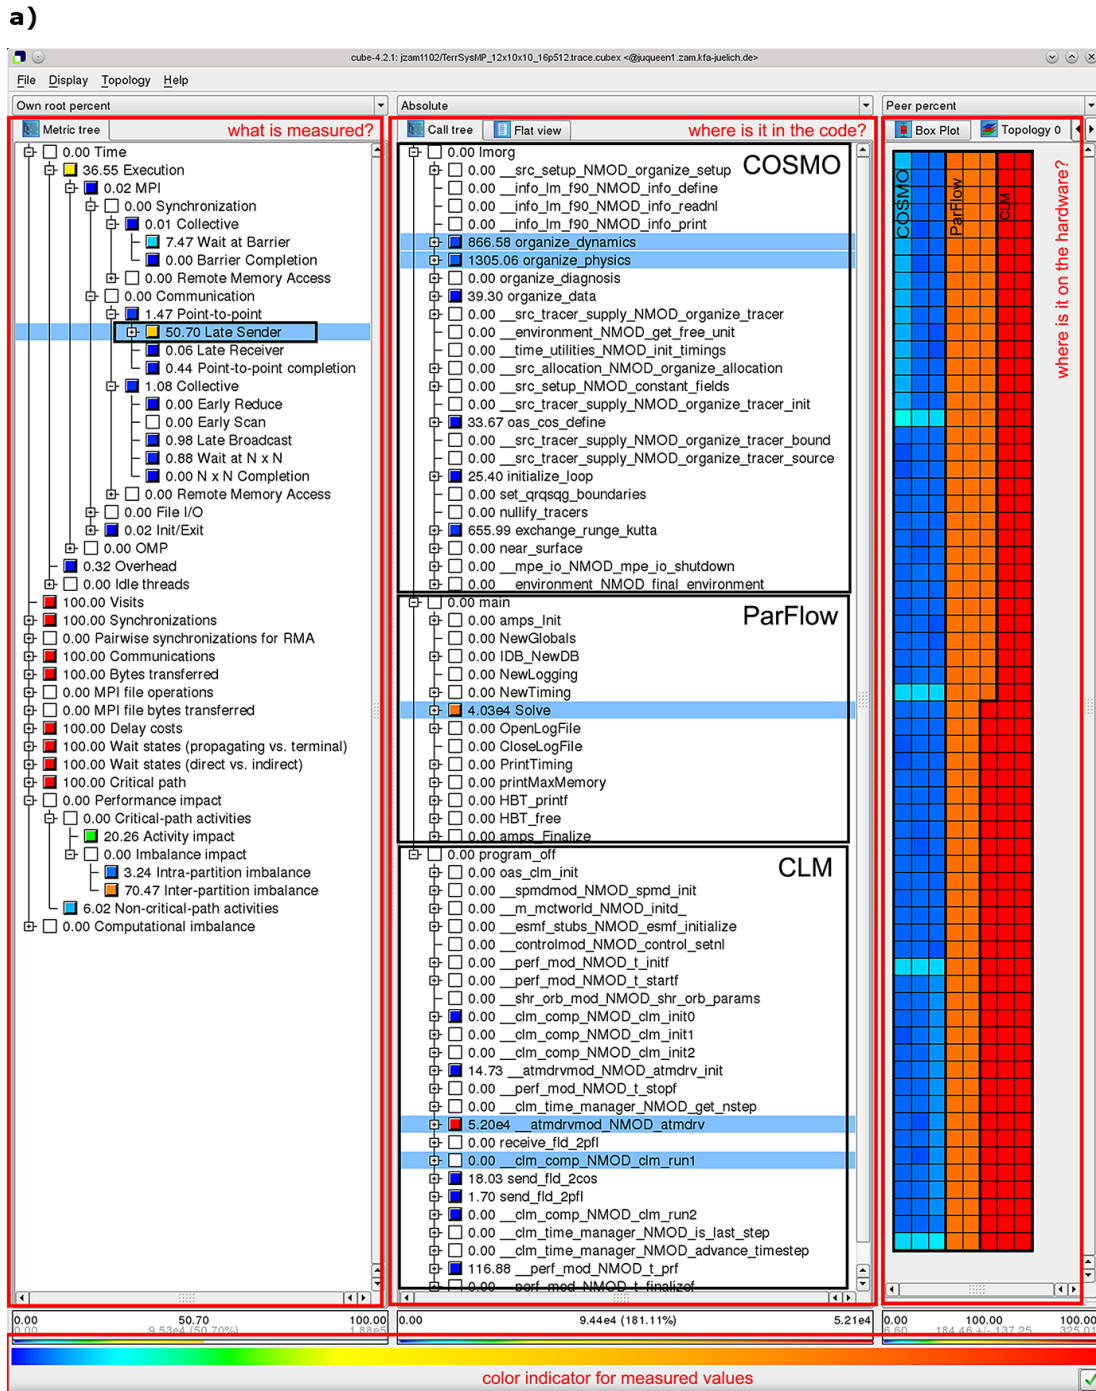 a)
cube-4.2.1: jzam1102/TerrSysMP_12x10x10_16p512.trace.cubex <@juqueen1.zam.kfa-juelich.de>
File Display Topology Help
Own root percent
Absolute
Peer percent
Metric tree
what is measured?
Call tree
Flat view
where is it in the code?
Box Plot
Topology 0
0.00 Time
36.55 Execution
0.02 MPI
0.00 Synchronization
0.01 Collective
7.47 Wait at Barrier
0.00 Barrier Completion
0.00 Remote Memory Access
0.00 Communication
1.47 Point-to-point
50.70 Late Sender
0.06 Late Receiver
0.44 Point-to-point completion
1.08 Collective
0.00 Early Reduce
0.00 Early Scan
0.98 Late Broadcast
0.88 Wait at N x N
0.00 N x N Completion
0.00 Remote Memory Access
0.00 File I/O
0.02 Init/Exit
0.00 OMP
0.32 Overhead
0.00 Idle threads
100.00 Visits
100.00 Synchronizations
0.00 Pairwise synchronizations for RMA
100.00 Communications
100.00 Bytes transferred
0.00 MPI file operations
0.00 MPI file bytes transferred
100.00 Delay costs
100.00 Wait states (propagating vs. terminal)
100.00 Wait states (direct vs. indirect)
100.00 Critical path
0.00 Performance impact
0.00 Critical-path activities
20.26 Activity impact
0.00 Imbalance impact
3.24 Intra-partition imbalance
70.47 Inter-partition imbalance
6.02 Non-critical-path activities
0.00 Computational imbalance
0.00 lmorg
COSMO
0.00 __src_setup_NMOD_organize_setup
0.00 __info_lm_f90_NMOD_info_define
0.00 __info_lm_f90_NMOD_info_readnl
0.00 __info_lm_f90_NMOD_info_print
866.58 organize_dynamics
1305.06 organize_physics
0.00 organize_diagnosis
39.30 organize_data
0.00 __src_tracer_supply_NMOD_organize_tracer
0.00 __environment_NMOD_get_free_unit
0.00 __time_utilities_NMOD_init_timings
0.00 __src_allocation_NMOD_organize_allocation
0.00 __src_setup_NMOD_constant_fields
0.00 __src_tracer_supply_NMOD_organize_tracer_init
33.67 oas_cos_define
0.00 __src_tracer_supply_NMOD_organize_tracer_bound
0.00 __src_tracer_supply_NMOD_organize_tracer_source
25.40 initialize_loop
0.00 set_qrqsqg_boundaries
0.00 nullify_tracers
655.99 exchange_runge_kutta
0.00 near_surface
0.00 __mpe_io_NMOD_mpe_io_shutdown
0.00 __environment_NMOD_final_environment
0.00 main
ParFlow
0.00 amps_Init
0.00 NewGlobals
0.00 IDB_NewDB
0.00 NewLogging
0.00 NewTiming
4.03e4 Solve
0.00 OpenLogFile
0.00 CloseLogFile
0.00 PrintTiming
0.00 printMaxMemory
0.00 HBT_printf
0.00 HBT_free
0.00 amps_Finalize
0.00 program_off
CLM
0.00 oas_clm_init
0.00 __spmdmod_NMOD_spmd_init
0.00 __m_mctworld_NMOD_initd_
0.00 __esmf_stubs_NMOD_esmf_initialize
0.00 __controlmod_NMOD_control_setnl
0.00 __perf_mod_NMOD_t_initf
0.00 __perf_mod_NMOD_t_startf
0.00 __shr_orb_mod_NMOD_shr_orb_params
0.00 __clm_comp_NMOD_clm_init0
0.00 __clm_comp_NMOD_clm_init1
0.00 __clm_comp_NMOD_clm_init2
14.73 __atmdrvmod_NMOD_atmdrv_init
0.00 __perf_mod_NMOD_t_stopf
0.00 __clm_time_manager_NMOD_get_nstep
5.20e4 __atmdrvmod_NMOD_atmdrv
0.00 receive_fld_2pfl
0.00 __clm_comp_NMOD_clm_run1
18.03 send_fld_2cos
1.70 send_fld_2pfl
0.00 __clm_comp_NMOD_clm_run2
0.00 __clm_time_manager_NMOD_is_last_step
0.00 __clm_time_manager_NMOD_advance_timestep
116.88 __perf_mod_NMOD_t_prf
0.00 __perf_mod_NMOD_t_finalizef
COSMO
ParFlow
CLM
where is it on the hardware?
0.00 50.70 100.00
0.00 9.53e4 (50.70%) 1.88e5
0.00 9.44e4 (181.11%) 5.21e4
0.00 100.00 100.00
6.60 184.46 +/- 137.25 325.01
color indicator for measured values